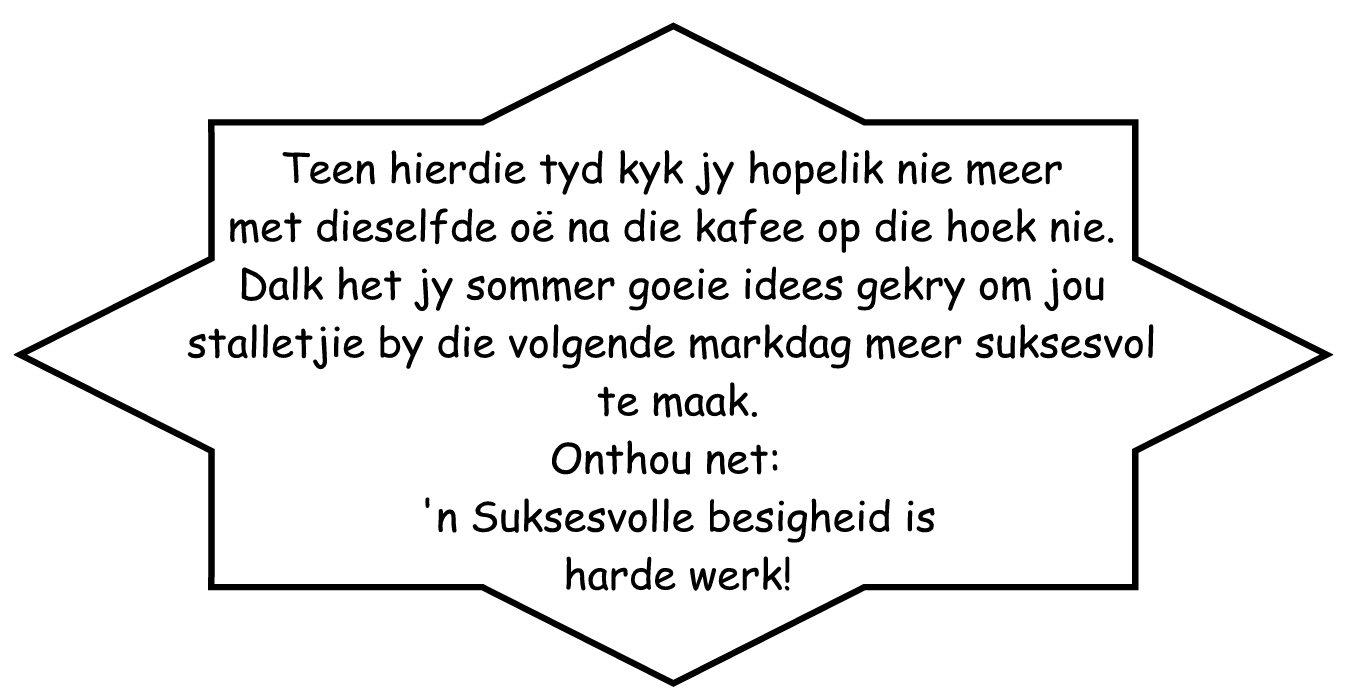 Teen hierdie tyd kyk jy hopelik nie meer
met dieselfde oë na die kafee op die hoek nie.
Dalk het jy sommer goeie idees gekry om jou
stalletjie by die volgende markdag meer suksesvol
te maak.
Onthou net:
'n Suksesvolle besigheid is
harde werk!